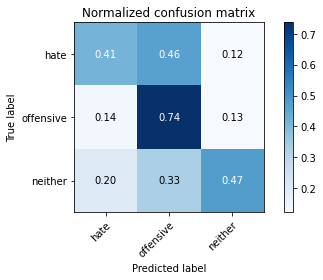 Normalized confusion matrix
True label
hate
0.41 0.46 0.12
offensive
0.14 0.74 0.13
neither
0.20 0.33 0.47
hate
offensive
neither
Predicted label
0.7
0.6
0.5
0.4
0.3
0.2